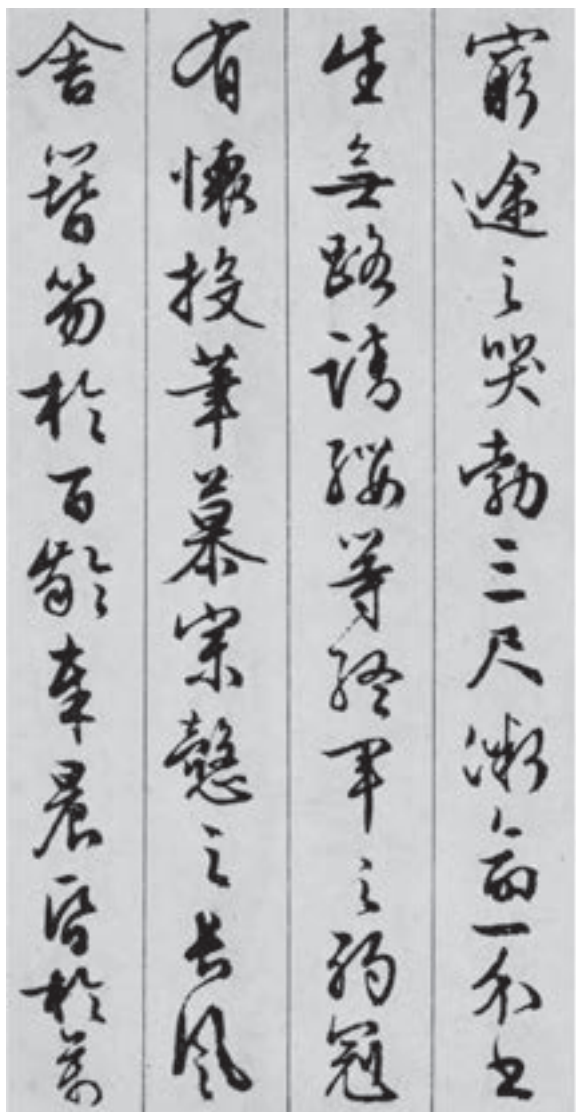 窮途之哭勃三尺微命一介書
生無路請纓等終軍之弱冠
有懷投筆慕宗慤之長風
舍簪笏於百齡奉晨昏於萬